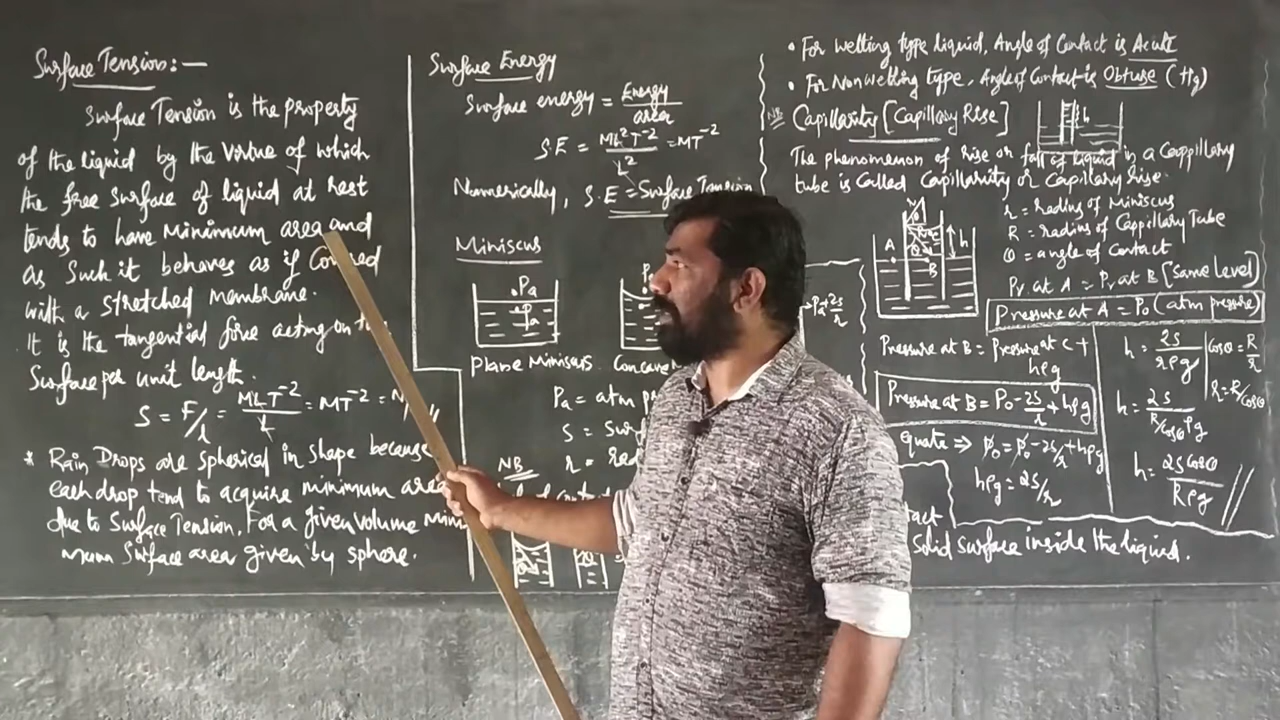 Surface Tension:-
Surface Tension is the property
of the liquid by the virtue of which
the free surface of liquid at rest
tends to have Minimum area and
as such it behaves as if Covered
with a stretched Membrane.
It is the tangential force acting on
Surface per unit length.
S = F/l = MLT⁻²/L = MT⁻² = N/
* Rain Drops are spherical in shape because
each drop tend to acquire minimum area
due to Surface Tension. For a given volume Mini
mum Surface area given by sphere.
Surface Energy
Surface energy = Energy/area
S.E = ML²T⁻²/L² = MT⁻²
Numerically, S.E = Surface Tension
Miniscus
Pa
Pa
Plane Miniscus. Concave
Pa = atm
S = Surf
r = rad
NB
• For Wetting type liquid, Angle of Contact is Acute
• For Nonwetting type, Angle of Contact is Obtuse (Hg)
NB Capillarity [Capillary Rise]
h
The phenomenon of rise or fall of liquid in a Cappillary
tube is Called Capillarity or Capillary rise.
r = radius of Miniscus
R = radius of Cappillary Tube
θ = angle of Contact
A
B
h
Pr at A = Pr at B [Same level]
Pressure at A = P₀ (atm pressure)
Pa-2s/r
Pressure at B = Pressure at C +
hρg
Pressure at B = P₀-2s/r+hρg
quate ⇒ P₀ = P₀-2s/r+hρg
hρg = 2s/r
h = 2s/rρg
cosθ = R/r
r = R/cosθ
h = 2s/R/cosθ ρg
h = 2scosθ/Rρg
tact
Solid Surface inside the liquid.